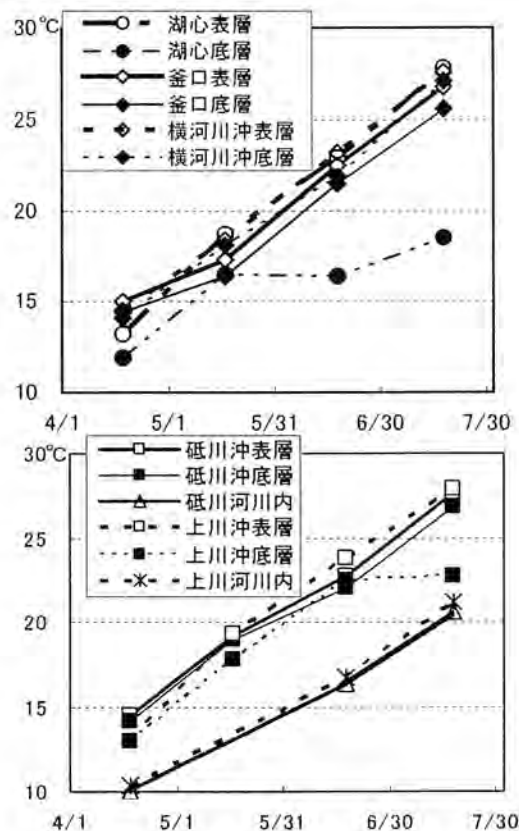 30℃
湖心表層
湖心底層
釜口表層
釜口底層
横河川沖表層
横河川沖底層
25
20
15
10
4/1 5/1 5/31 6/30 7/30
30℃
砥川沖表層
砥川沖底層
砥川河川内
上川沖表層
上川沖底層
上川河川内
25
20
15
10
4/1 5/1 5/31 6/30 7/30